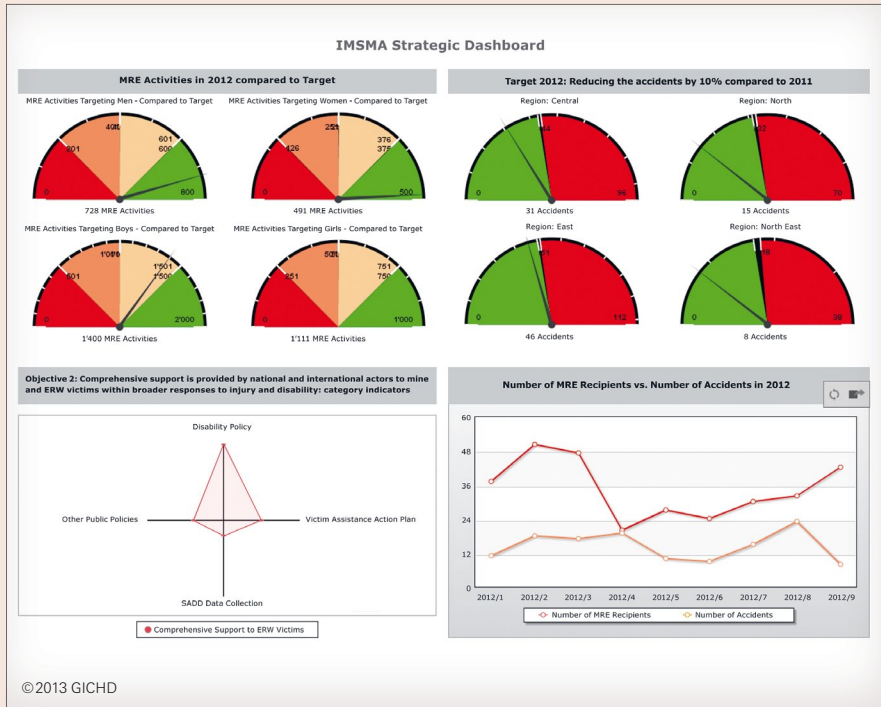 IMSMA Strategic Dashboard
MRE Activities in 2012 compared to Target
MRE Activities Targeting Men - Compared to Target
MRE Activities Targeting Women - Compared to Target
601
600
0
800
728 MRE Activities
376
375
0
500
491 MRE Activities
MRE Activities Targeting Boys - Compared to Target
MRE Activities Targeting Girls - Compared to Target
1'501
1'500
0
2'000
1'400 MRE Activities
751
750
0
1'000
1'111 MRE Activities
Target 2012: Reducing the accidents by 10% compared to 2011
Region: Central
Region: North
0
96
31 Accidents
0
70
15 Accidents
Region: East
Region: North East
0
112
46 Accidents
0
8 Accidents
Objective 2: Comprehensive support is provided by national and international actors to mine
and ERW victims within broader responses to injury and disability: category indicators
Disability Policy
Other Public Policies
Victim Assistance Action Plan
SADD Data Collection
Comprehensive Support to ERW Victims
Number of MRE Recipients vs. Number of Accidents in 2012
60
48
36
24
12
0
2012/1 2012/2 2012/3 2012/4 2012/5 2012/6 2012/7 2012/8 2012/9
Number of MRE Recipients Number of Accidents
©2013 GICHD